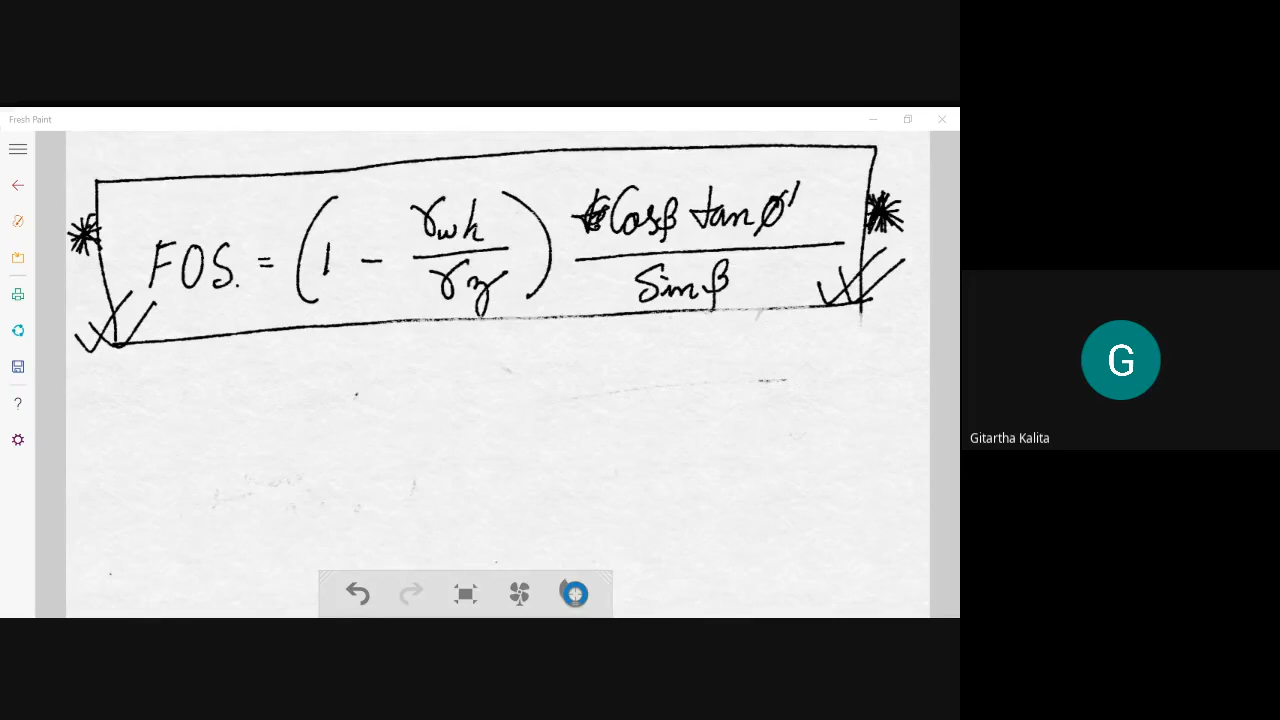 Fresh Paint
FOS. = (1 - γwh / γz) Cosβ tanφ' / Sinβ
G
Gitartha Kalita